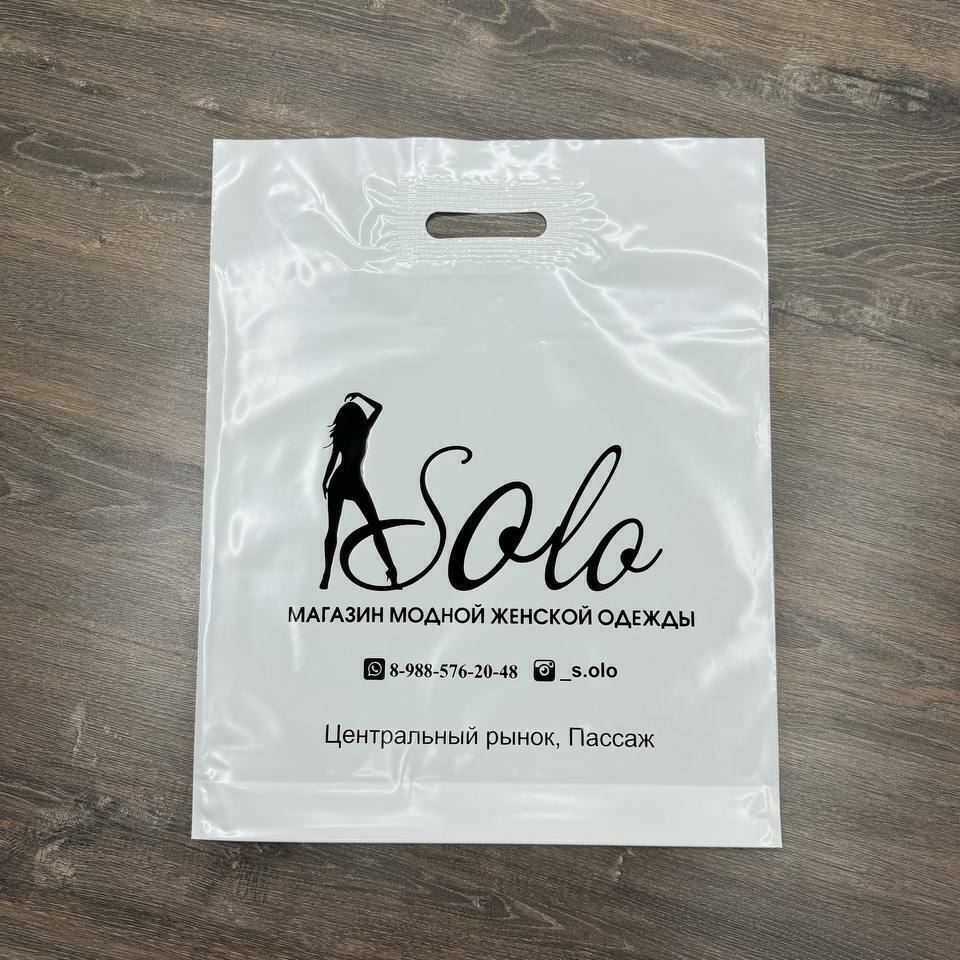 Solo
МАГАЗИН МОДНОЙ ЖЕНСКОЙ ОДЕЖДЫ
8-988-576-20-48 _s.olo
Центральный рынок, Пассаж